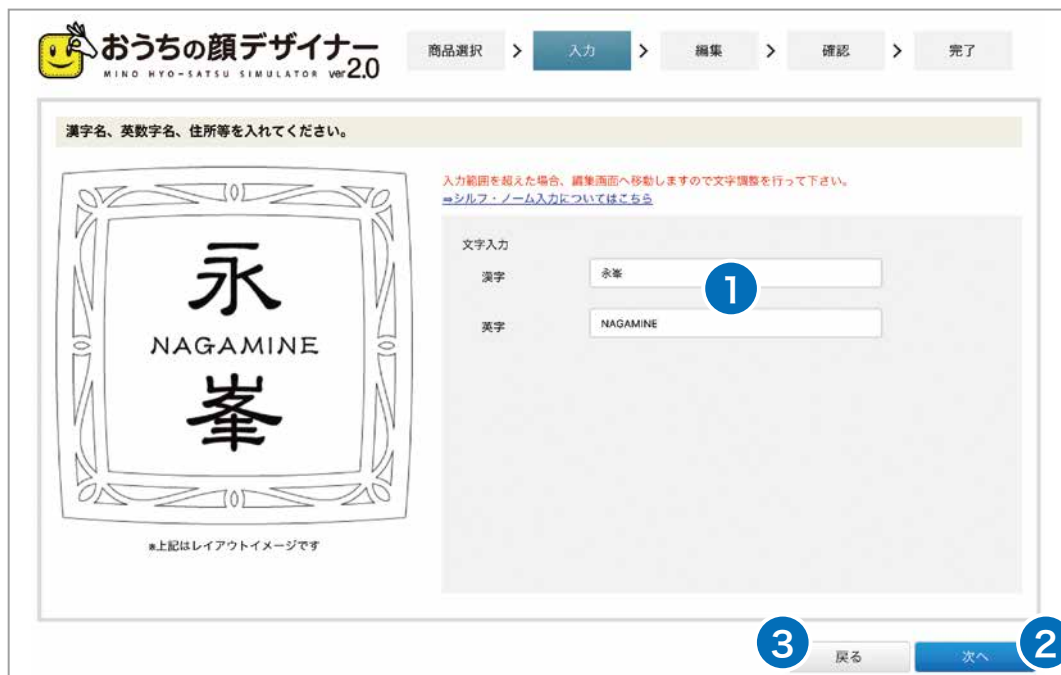 おうちの顔デザイナー
MINO HYO-SATSU SIMULATOR ver2.0
商品選択 > 入力 > 編集 > 確認 > 完了
漢字名、英数字名、住所等を入れてください。
入力範囲を超えた場合、編集画面へ移動しますので文字調整を行って下さい。
⇒シルフ・ノーム入力についてはこちら
永
NAGAMINE
峯
※上記はレイアウトイメージです
文字入力
漢字 永峯
1
英字 NAGAMINE
3 戻る 次へ 2